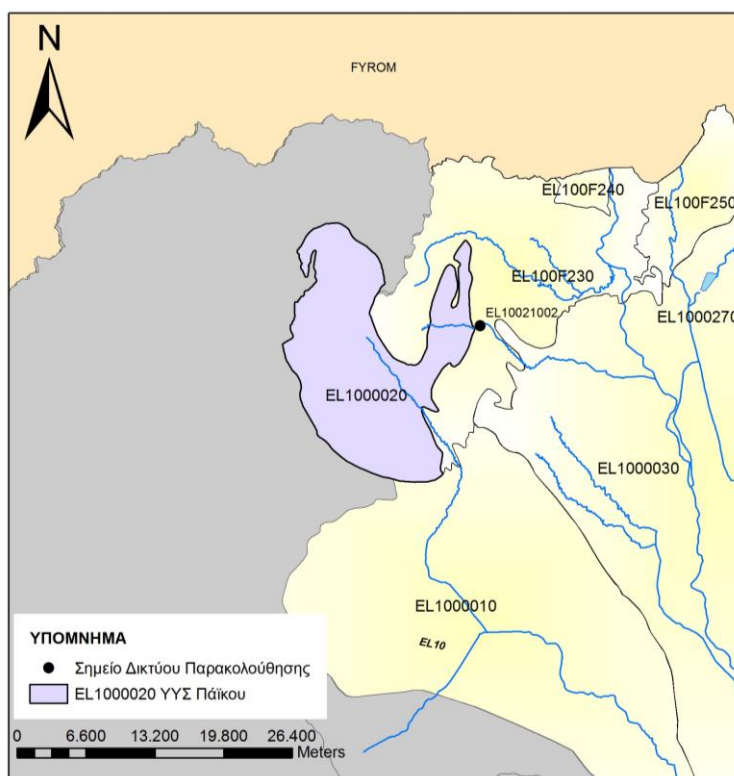 N
FYROM
EL100F240
EL100F250
EL100F230
EL1000270
EL10021002
EL1000020
EL1000030
EL1000010
EL10
ΥΠΟΜΝΗΜΑ
Σημείο Δικτύου Παρακολούθησης
EL1000020 ΥΥΣ Πάϊκου
0 6.600 13.200 19.800 26.400
Meters